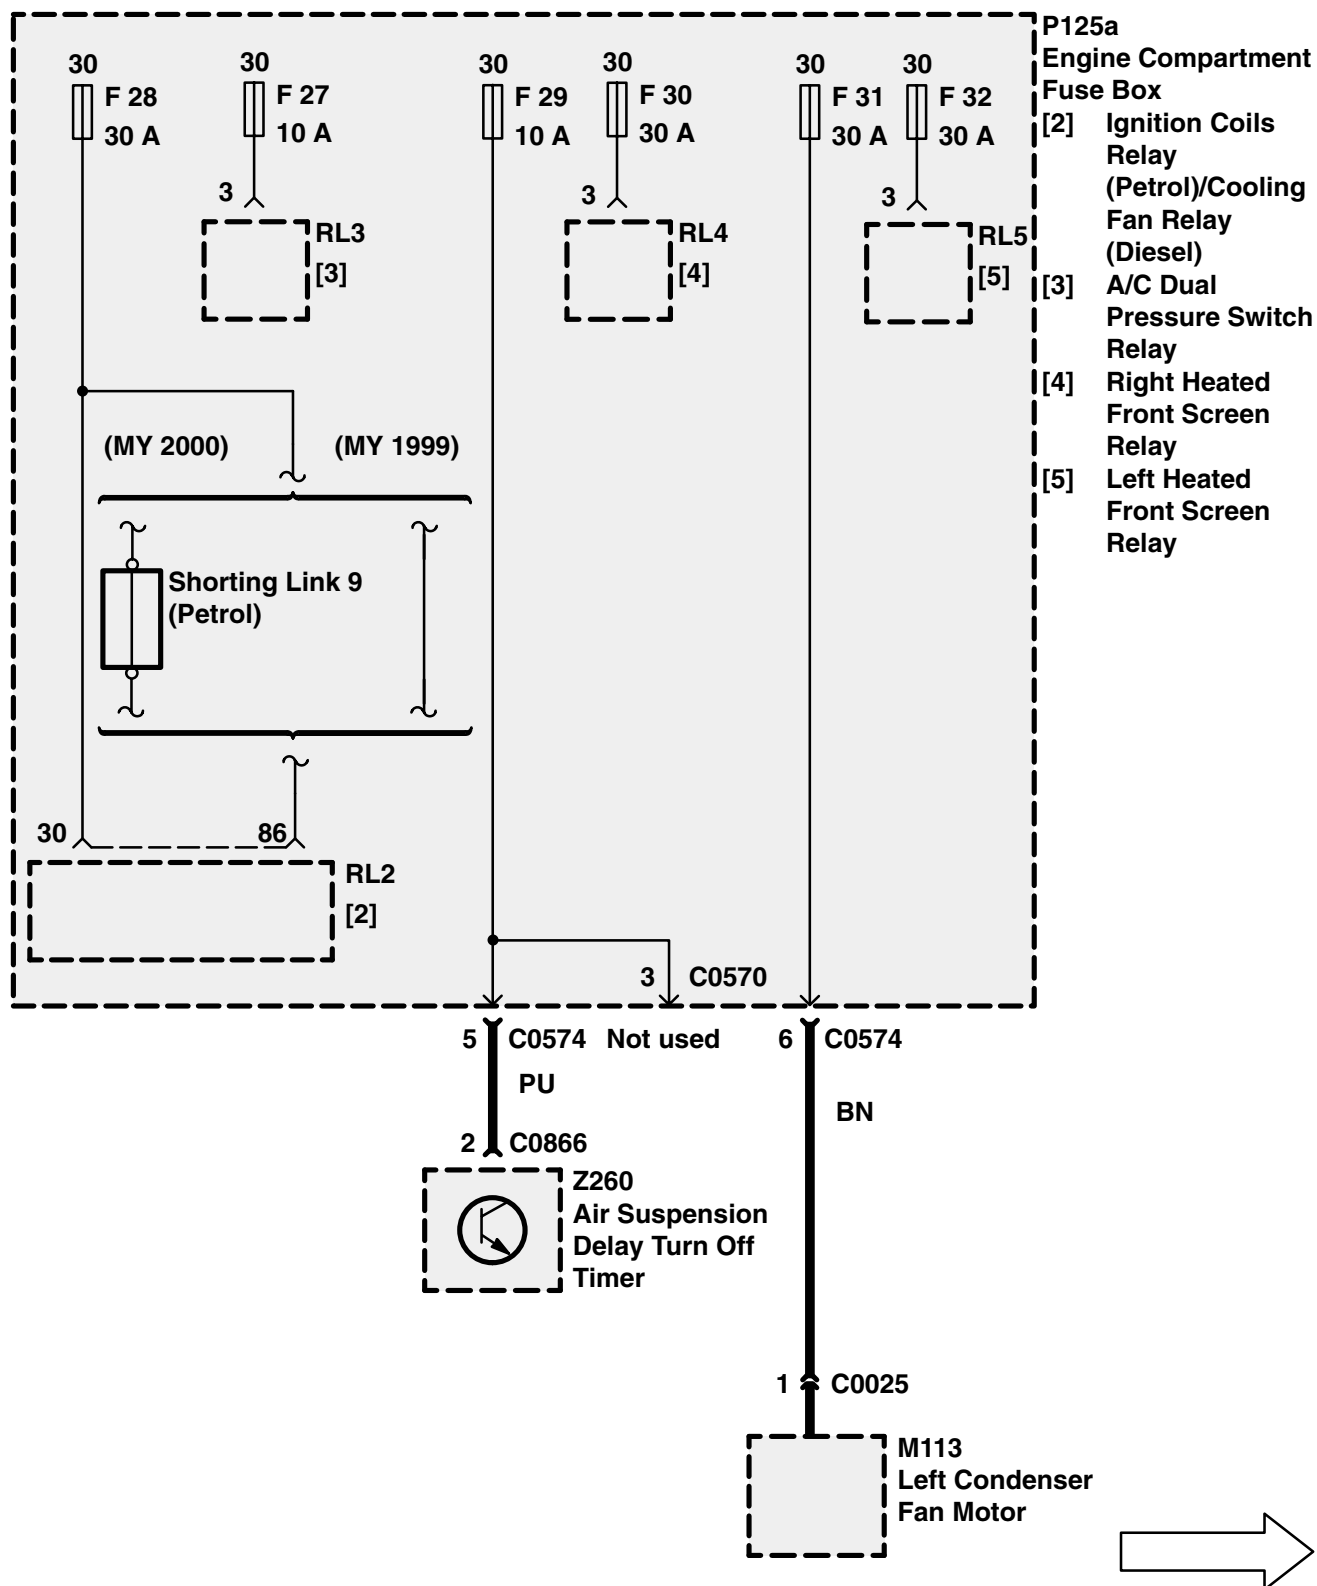 P125a
Engine Compartment
Fuse Box
[2] Ignition Coils
Relay
(Petrol)/Cooling
Fan Relay
(Diesel)
[3] A/C Dual
Pressure Switch
Relay
[4] Right Heated
Front Screen
Relay
[5] Left Heated
Front Screen
Relay
30 30 30 30 30 30
F 28 F 27 F 29 F 30 F 31 F 32
30 A 10 A 10 A 30 A 30 A 30 A
3 3 3
RL3 RL4 RL5
[3] [4] [5]
(MY 2000) (MY 1999)
Shorting Link 9
(Petrol)
30 86
RL2
[2]
3 C0570
5 C0574 Not used 6 C0574
PU
BN
2 C0866
Z260
Air Suspension
Delay Turn Off
Timer
1 C0025
M113
Left Condenser
Fan Motor